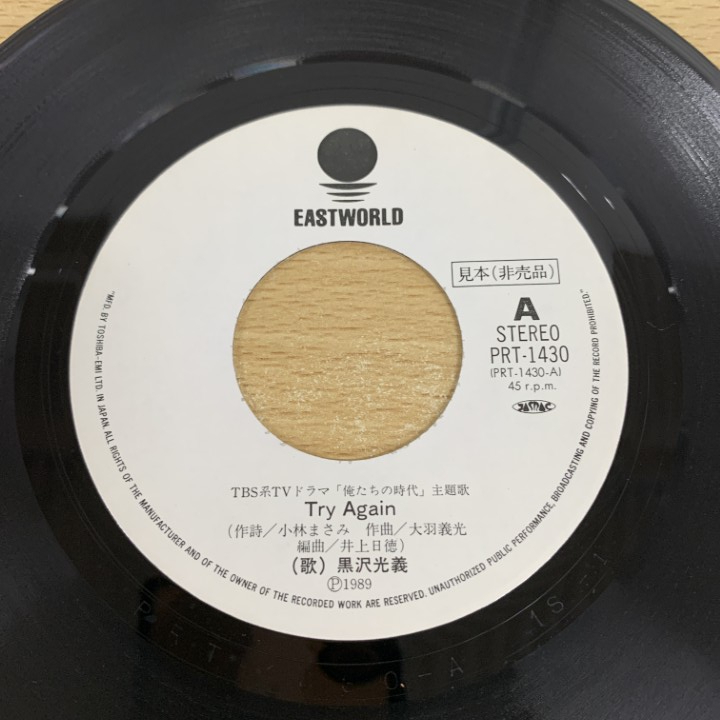 EASTWORLD
見本(非売品)
A
STEREO
PRT-1430
(PRT-1430-A)
45 r.p.m.
JASRAC
TBS系TVドラマ「俺たちの時代」主題歌
Try Again
(作詩/小林まさみ 作曲/大羽義光
編曲/井上日徳)
(歌) 黒沢光義
Ⓟ1989
"MF'D. BY TOSHIBA-EMI LTD. IN JAPAN. ALL RIGHTS OF THE MANUFACTURER AND OF THE OWNER OF THE RECORDED WORK ARE RESERVED. UNAUTHORIZED PUBLIC PERFORMANCE, BROADCASTING AND COPYING OF THE RECORD PROHIBITED."